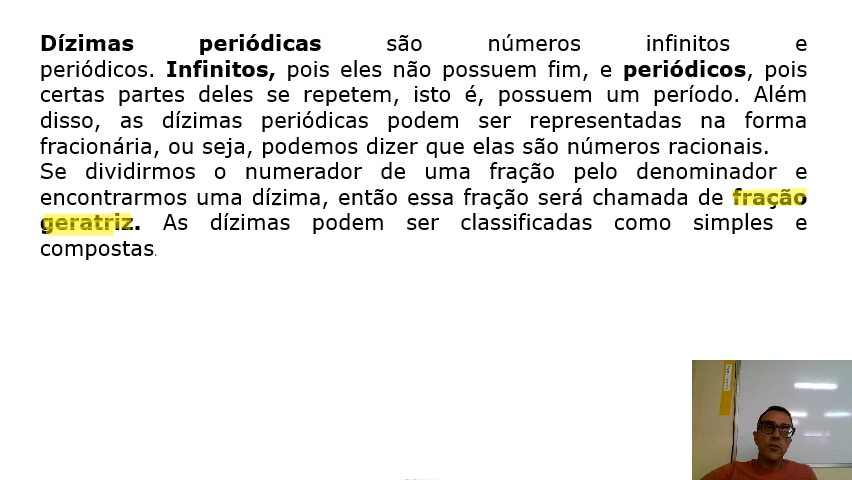 Dízimas periódicas são números infinitos e
periódicos. Infinitos, pois eles não possuem fim, e periódicos, pois
certas partes deles se repetem, isto é, possuem um período. Além
disso, as dízimas periódicas podem ser representadas na forma
fracionária, ou seja, podemos dizer que elas são números racionais.
Se dividirmos o numerador de uma fração pelo denominador e
encontrarmos uma dízima, então essa fração será chamada de fração
geratriz. As dízimas podem ser classificadas como simples e
compostas.